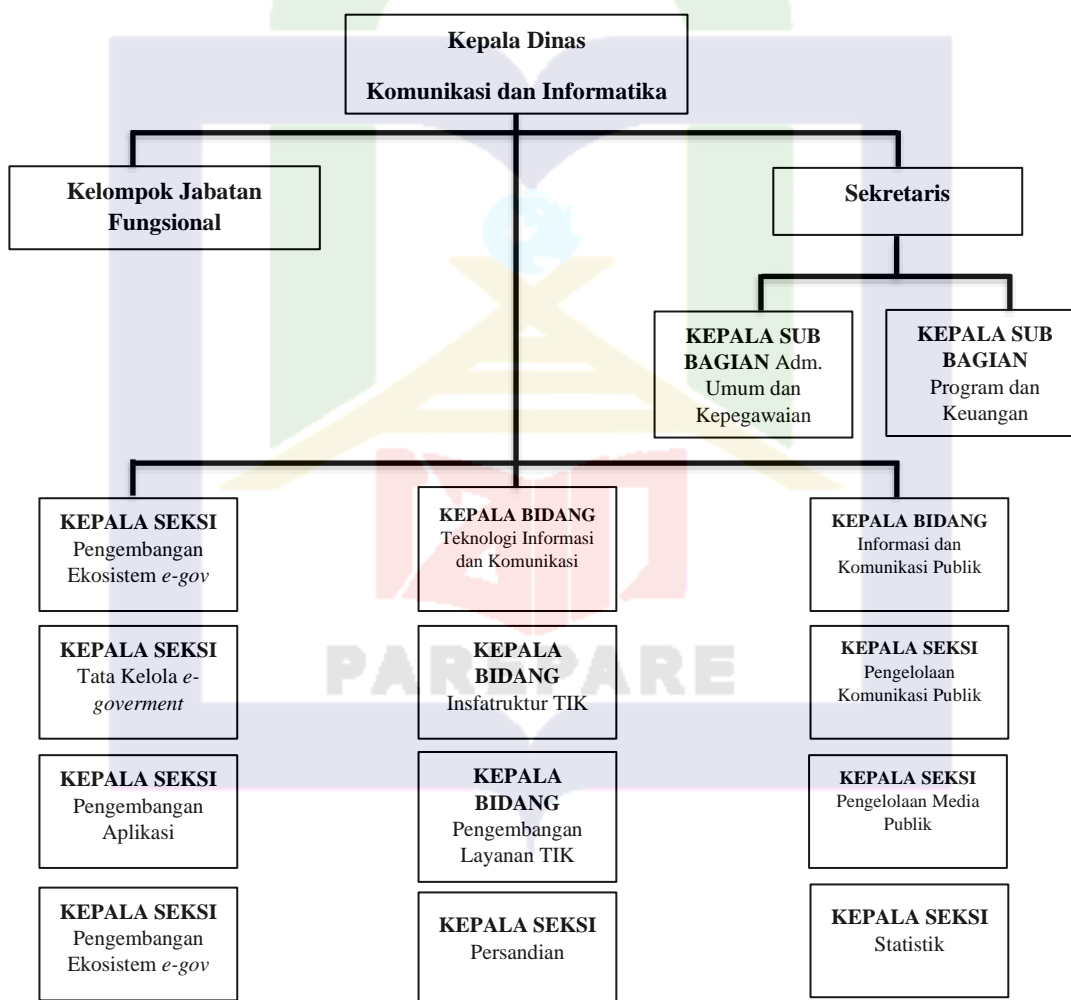 Kepala Dinas
Komunikasi dan Informatika
Kelompok Jabatan
Fungsional
Sekretaris
KEPALA SUB
BAGIAN Adm.
Umum dan
Kepegawaian
KEPALA SUB
BAGIAN
Program dan
Keuangan
KEPALA SEKSI
Pengembangan
Ekosistem e-gov
KEPALA BIDANG
Teknologi Informasi
dan Komunikasi
KEPALA BIDANG
Informasi dan
Komunikasi Publik
KEPALA SEKSI
Tata Kelola e-
goverment
KEPALA
BIDANG
Insfatruktur TIK
KEPALA SEKSI
Pengelolaan
Komunikasi Publik
PAREPARE
KEPALA SEKSI
Pengembangan
Aplikasi
KEPALA
BIDANG
Pengembangan
Layanan TIK
KEPALA SEKSI
Pengelolaan Media
Publik
KEPALA SEKSI
Pengembangan
Ekosistem e-gov
KEPALA SEKSI
Persandian
KEPALA SEKSI
Statistik